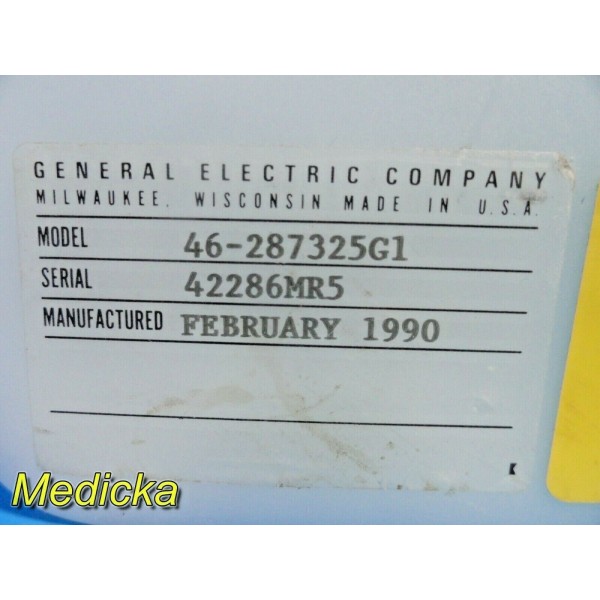 GENERAL ELECTRIC COMPANY
MILWAUKEE, WISCONSIN MADE IN U.S.A.
MODEL 46-287325G1
SERIAL 42286MR5
MANUFACTURED FEBRUARY 1990
K
Medicka